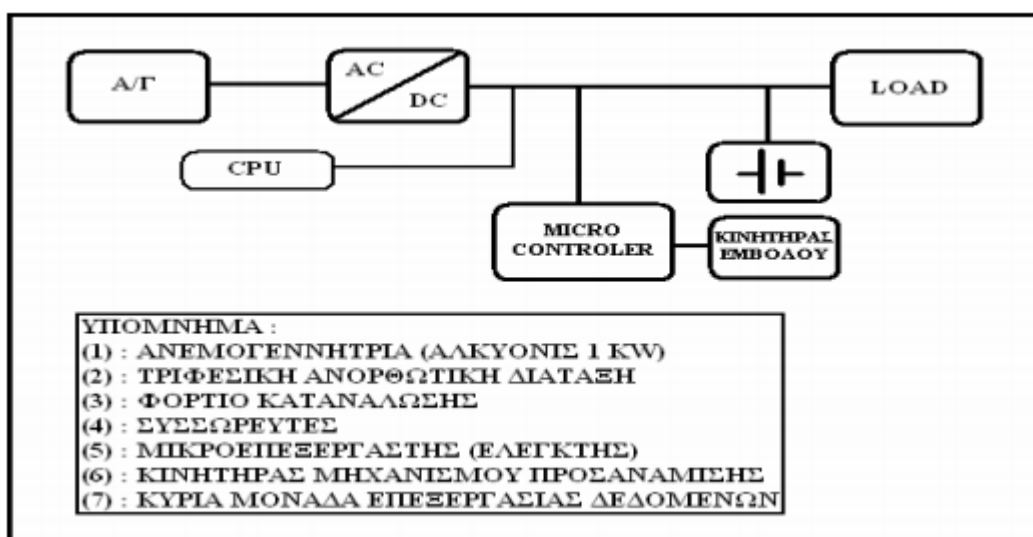 Α/Γ
AC
DC
LOAD
CPU
MICRO
CONTROLER
ΚΙΝΗΤΗΡΑΣ
ΕΜΒΟΛΟΥ
ΥΠΟΜΝΗΜΑ :
(1) : ΑΝΕΜΟΓΕΝΝΗΤΡΙΑ (ΑΛΚΥΟΝΙΣ 1 KW)
(2) : ΤΡΙΦΕΣΙΚΗ ΑΝΟΡΘΩΤΙΚΗ ΔΙΑΤΑΞΗ
(3) : ΦΟΡΤΙΟ ΚΑΤΑΝΑΛΩΣΗΣ
(4) : ΣΥΣΣΩΡΕΥΤΕΣ
(5) : ΜΙΚΡΟΕΠΕΞΕΡΓΑΣΤΗΣ (ΕΛΕΓΚΤΗΣ)
(6) : ΚΙΝΗΤΗΡΑΣ ΜΗΧΑΝΙΣΜΟΥ ΠΡΟΣΑΝΑΜΙΣΗΣ
(7) : ΚΥΡΙΑ ΜΟΝΑΔΑ ΕΠΕΞΕΡΓΑΣΙΑΣ ΔΕΔΟΜΕΝΩΝ